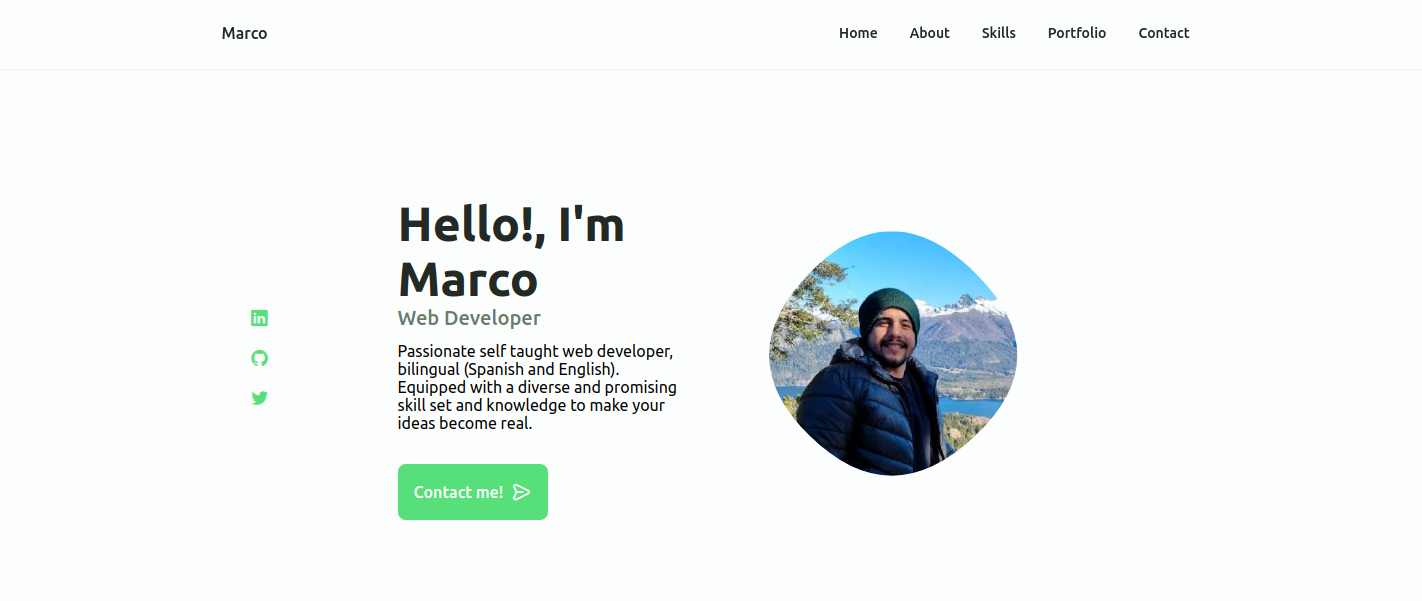 Marco
Home About Skills Portfolio Contact
Hello!, I'm
Marco
Web Developer
Passionate self taught web developer,
bilingual (Spanish and English).
Equipped with a diverse and promising
skill set and knowledge to make your
ideas become real.
in
Contact me!